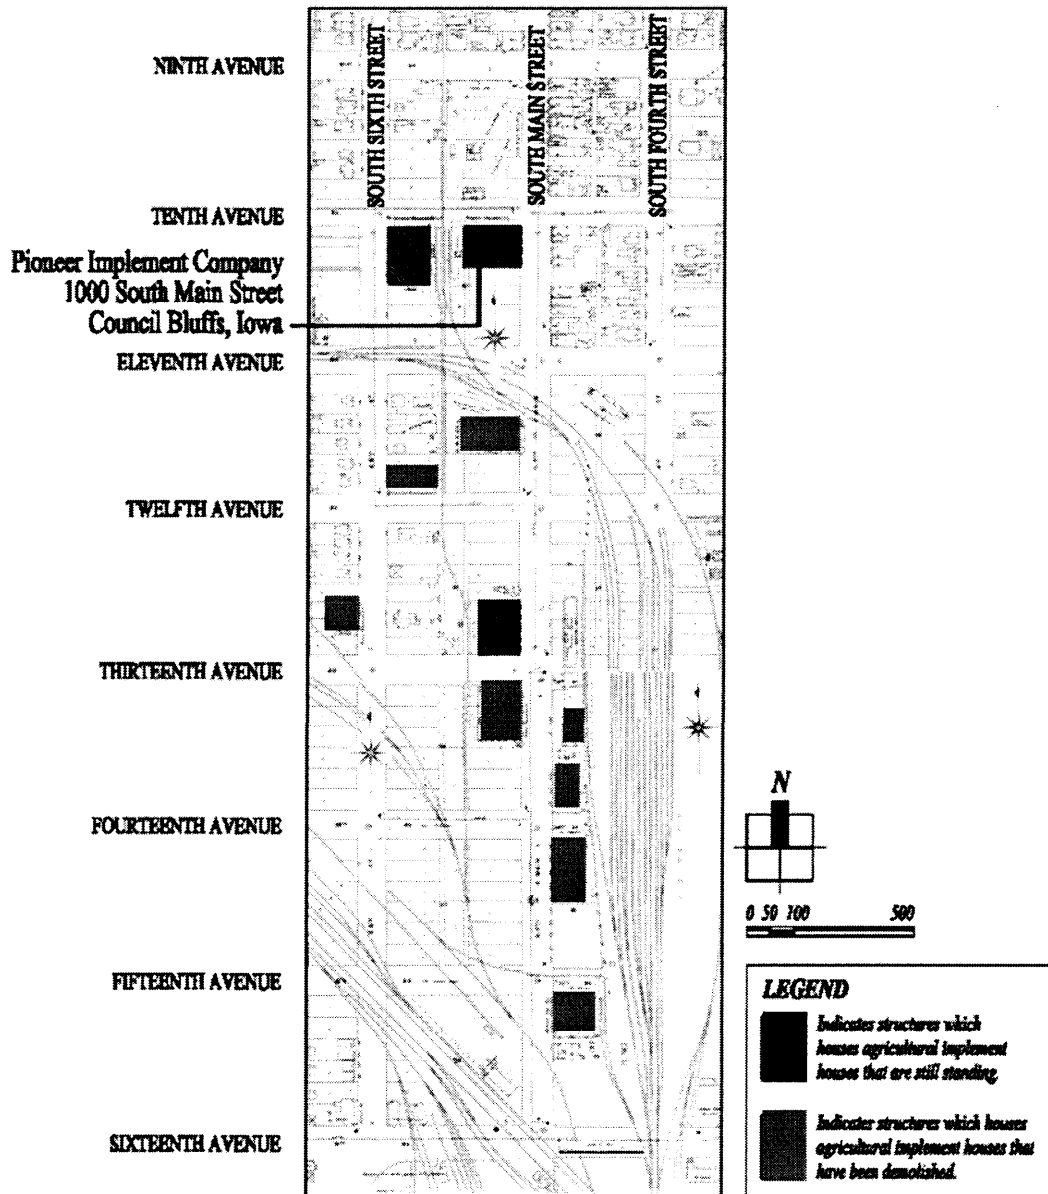 NINTH AVENUE
SOUTH SIXTH STREET
SOUTH MAIN STREET
SOUTH FOURTH STREET
TENTH AVENUE
Pioneer Implement Company
1000 South Main Street
Council Bluffs, Iowa
ELEVENTH AVENUE
TWELFTH AVENUE
THIRTEENTH AVENUE
FOURTEENTH AVENUE
FIFTEENTH AVENUE
SIXTEENTH AVENUE
N
0 50 100 500
LEGEND
Indicates structures which
houses agricultural implement
houses that are still standing.
Indicates structures which houses
agricultural implement houses that
have been demolished.